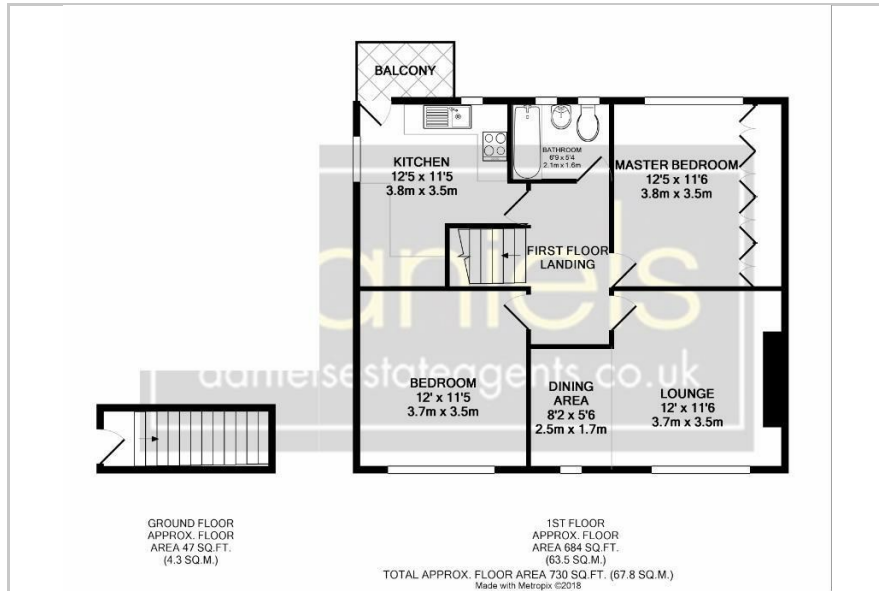 BALCONY
KITCHEN
12'5 x 11'5
3.8m x 3.5m
BATHROOM
6'9 x 5'4
2.1m x 1.6m
MASTER BEDROOM
12'5 x 11'6
3.8m x 3.5m
FIRST FLOOR
LANDING
aniels
danielsestateagents.co.uk
BEDROOM
12' x 11'5
3.7m x 3.5m
DINING
AREA
8'2 x 5'6
2.5m x 1.7m
LOUNGE
12' x 11'6
3.7m x 3.5m
GROUND FLOOR
APPROX. FLOOR
AREA 47 SQ.FT.
(4.3 SQ.M.)
1ST FLOOR
APPROX. FLOOR
AREA 684 SQ.FT.
(63.5 SQ.M.)
TOTAL APPROX. FLOOR AREA 730 SQ.FT. (67.8 SQ.M.)
Made with Metropix ©2018